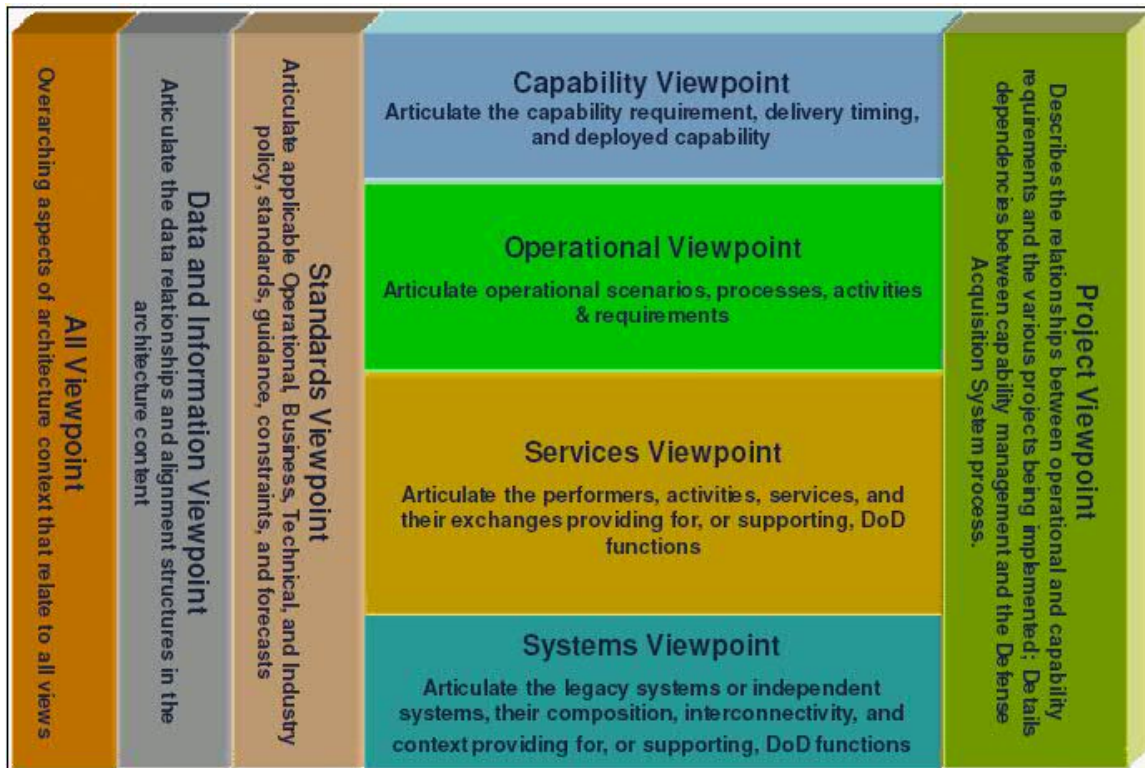 All Viewpoint
Overarching aspects of architecture context that relate to all views
Data and Information Viewpoint
Articulate the data relationships and alignment structures in the
architecture content
Standards Viewpoint
Articulate applicable Operational, Business, Technical, and Industry
policy, standards, guidance, constraints, and forecasts
Capability Viewpoint
Articulate the capability requirement, delivery timing,
and deployed capability
Operational Viewpoint
Articulate operational scenarios, processes, activities
& requirements
Services Viewpoint
Articulate the performers, activities, services, and
their exchanges providing for, or supporting, DoD
functions
Systems Viewpoint
Articulate the legacy systems or independent
systems, their composition, interconnectivity, and
context providing for, or supporting, DoD functions
Project Viewpoint
Describes the relationships between operational and capability
requirements and the various projects being implemented; Details
dependencies between capability management and the Defense
Acquisition System process.